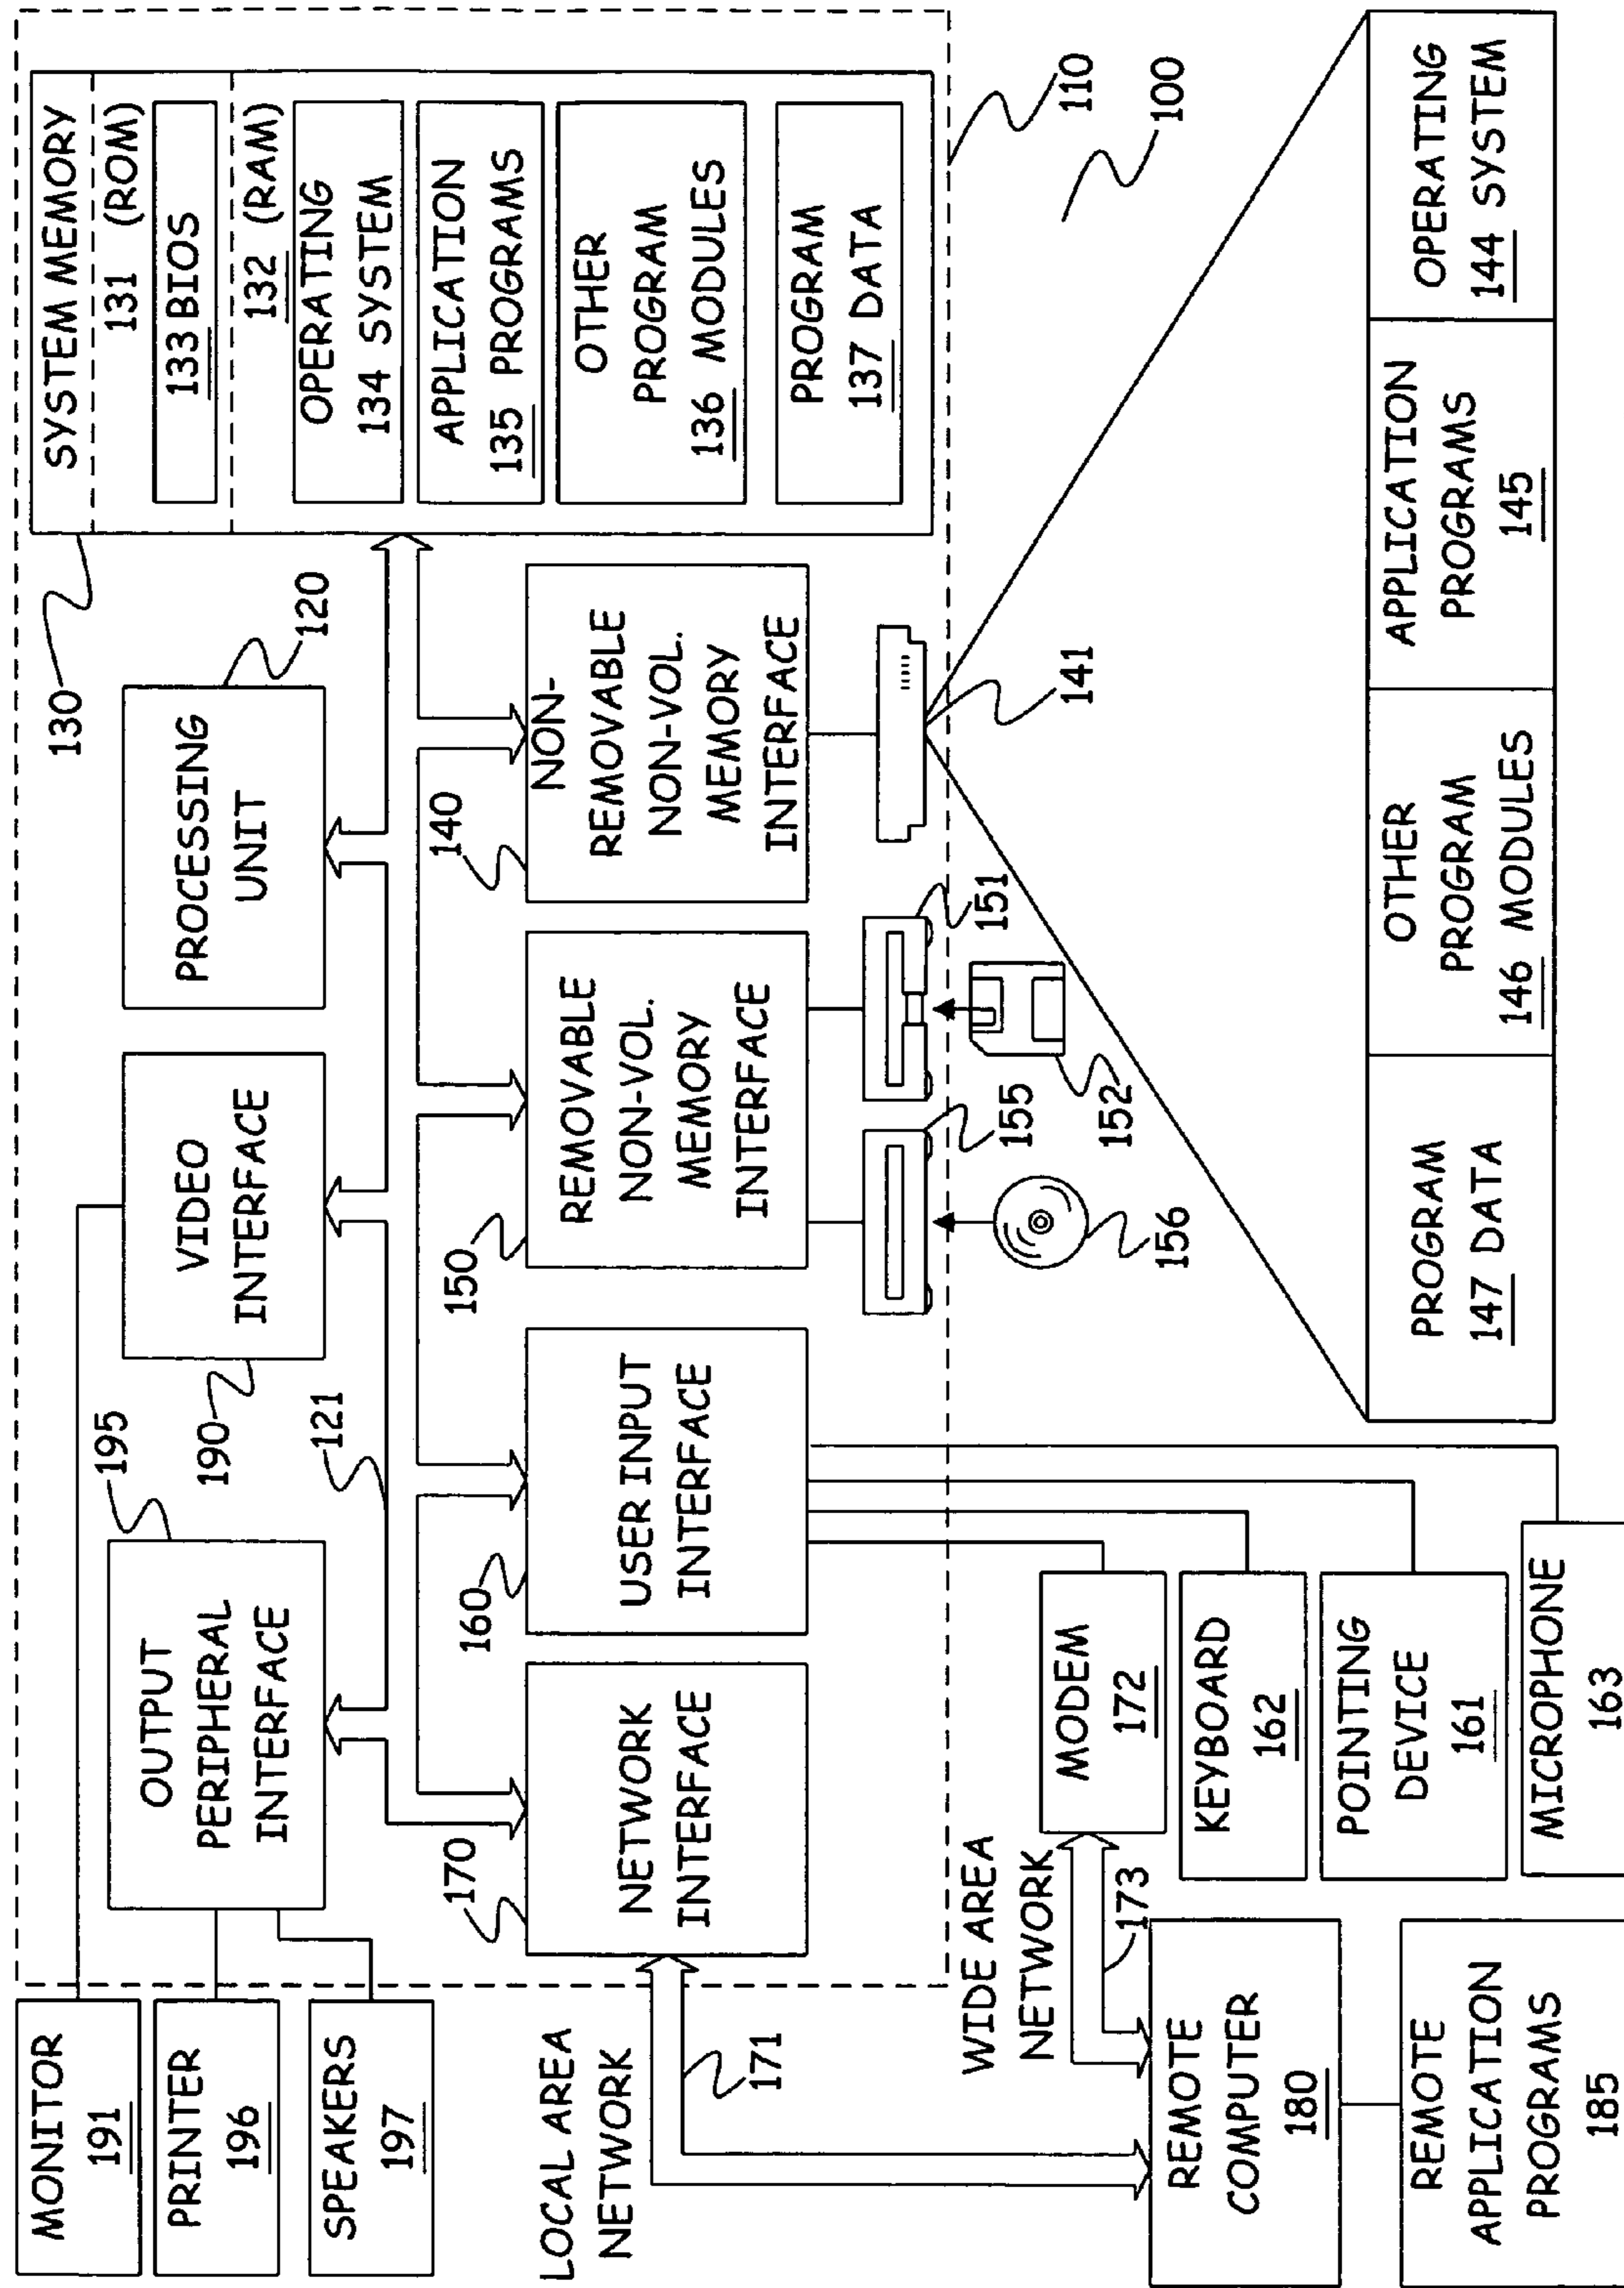 SYSTEM MEMORY
131 (ROM)
133 BIOS
132 (RAM)
OPERATING
134 SYSTEM
APPLICATION
135 PROGRAMS
OTHER
PROGRAM
136 MODULES
PROGRAM
137 DATA
130
PROCESSING
UNIT
120
VIDEO
INTERFACE
190
OUTPUT
PERIPHERAL
INTERFACE
195
121
MONITOR
191
PRINTER
196
SPEAKERS
197
NON-
REMOVABLE
NON-VOL.
MEMORY
INTERFACE
140
REMOVABLE
NON-VOL.
MEMORY
INTERFACE
150
USER INPUT
INTERFACE
160
NETWORK
INTERFACE
170
LOCAL AREA
NETWORK
171
110
100
141
151
152
155
156
WIDE AREA
NETWORK
173
MODEM
172
KEYBOARD
162
POINTING
DEVICE
161
MICROPHONE
163
REMOTE
COMPUTER
180
REMOTE
APPLICATION
PROGRAMS
185
OPERATING
144 SYSTEM
APPLICATION
PROGRAMS
145
OTHER
PROGRAM
146 MODULES
PROGRAM
147 DATA